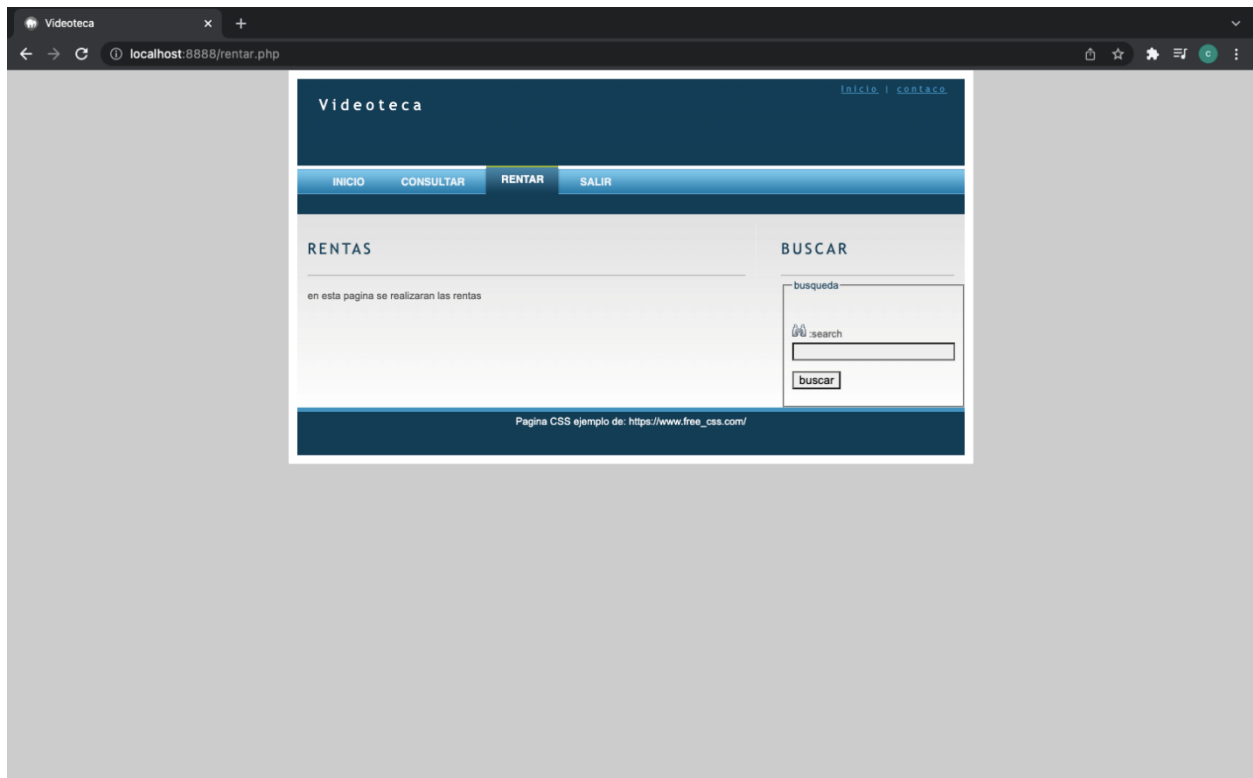 Videoteca
localhost:8888/rentar.php
C
Inicio | contaco
Videoteca
INICIO CONSULTAR RENTAR SALIR
RENTAS
en esta pagina se realizaran las rentas
BUSCAR
busqueda
:search
buscar
Pagina CSS ejemplo de: https://www.free_css.com/